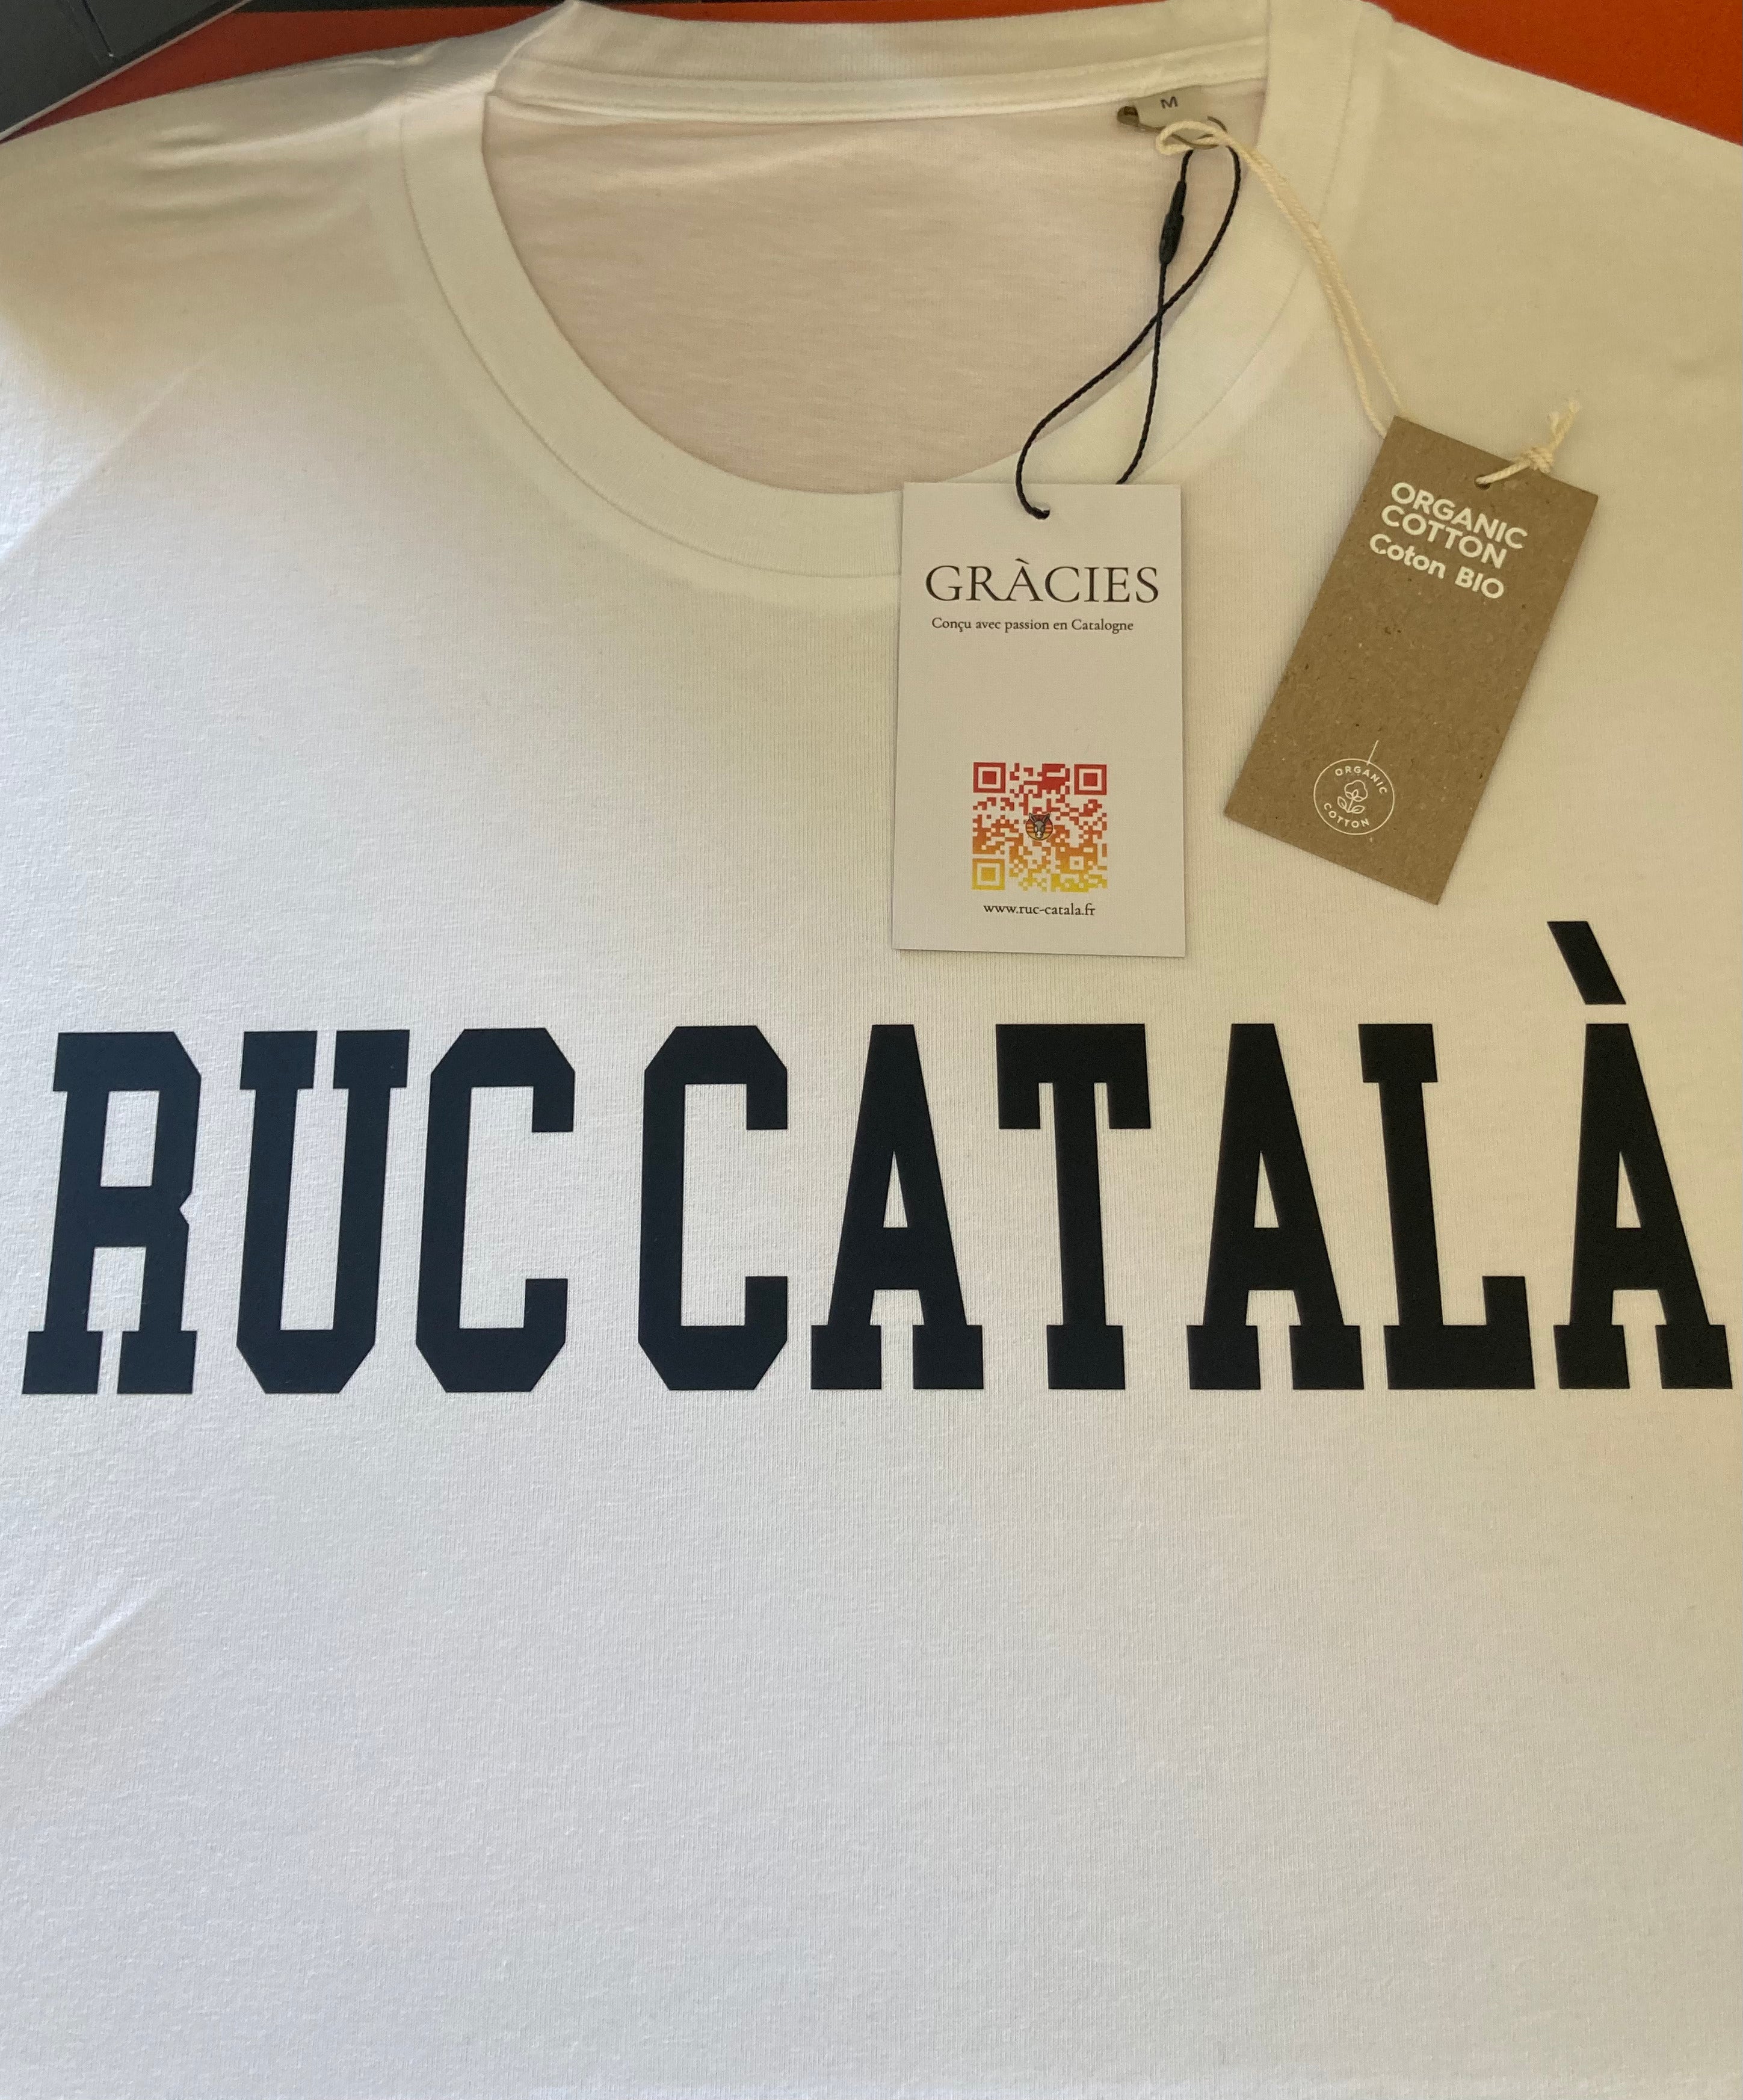 M
GRÀCIES
Conçu avec passion en Catalogne
www.ruc-catala.fr
ORGANIC
COTTON
Coton BIO
ORGANIC
COTTON
RUC CATALÀ